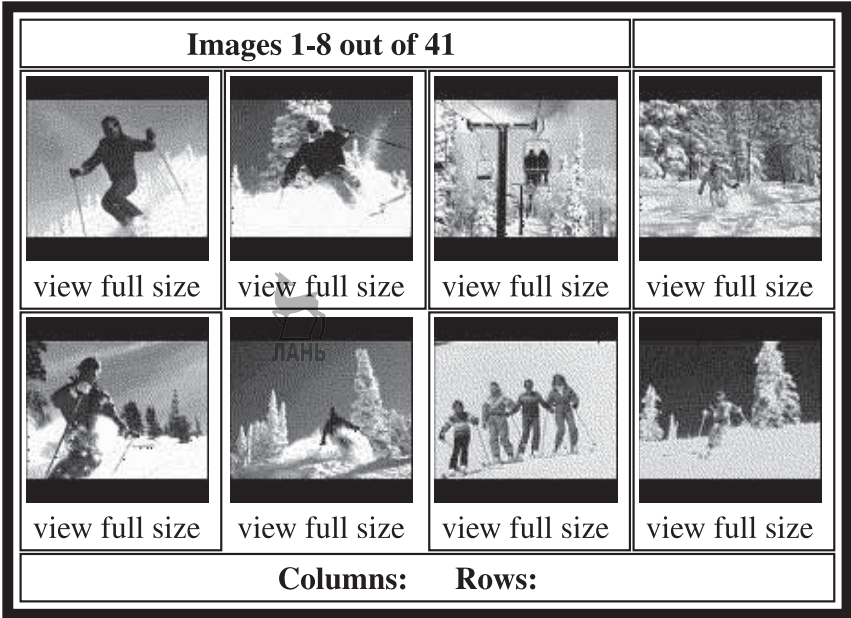 Images 1-8 out of 41
view full size view full size view full size view full size
ЛАНЬ
view full size view full size view full size view full size
Columns: Rows: